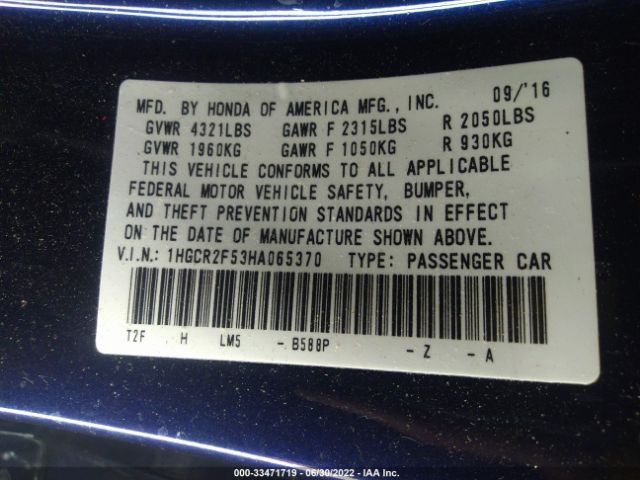 MFD. BY HONDA OF AMERICA MFG., INC. 09/'16
GVWR 4321LBS GAWR F 2315LBS R 2050LBS
GVWR 1960KG GAWR F 1050KG R 930KG
THIS VEHICLE CONFORMS TO ALL APPLICABLE
FEDERAL MOTOR VEHICLE SAFETY, BUMPER,
AND THEFT PREVENTION STANDARDS IN EFFECT
ON THE DATE OF MANUFACTURE SHOWN ABOVE.
V.I.N.: 1HGCR2F53HA065370 TYPE: PASSENGER CAR
T2F H LM5 - B588P - Z - A
000-33471719 - 06/30/2022 - IAA Inc.